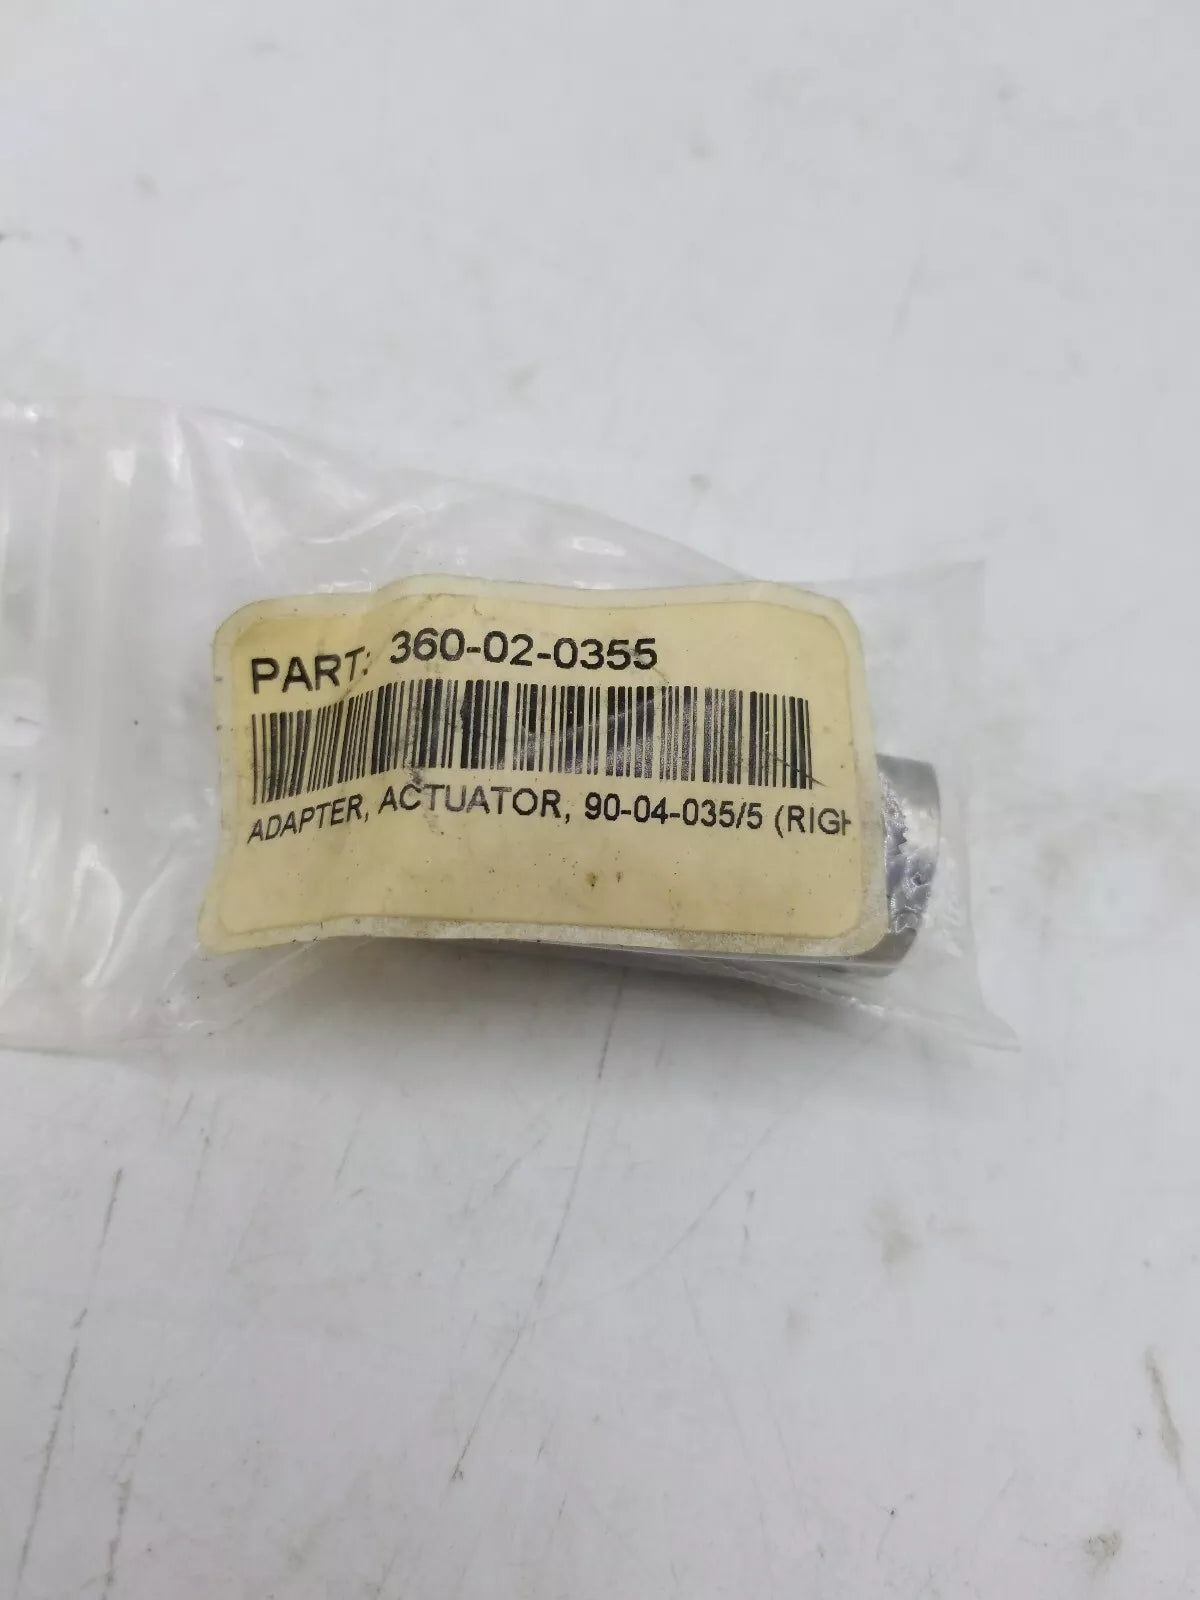 PART: 360-02-0355
ADAPTER, ACTUATOR, 90-04-035/5 (RIGH